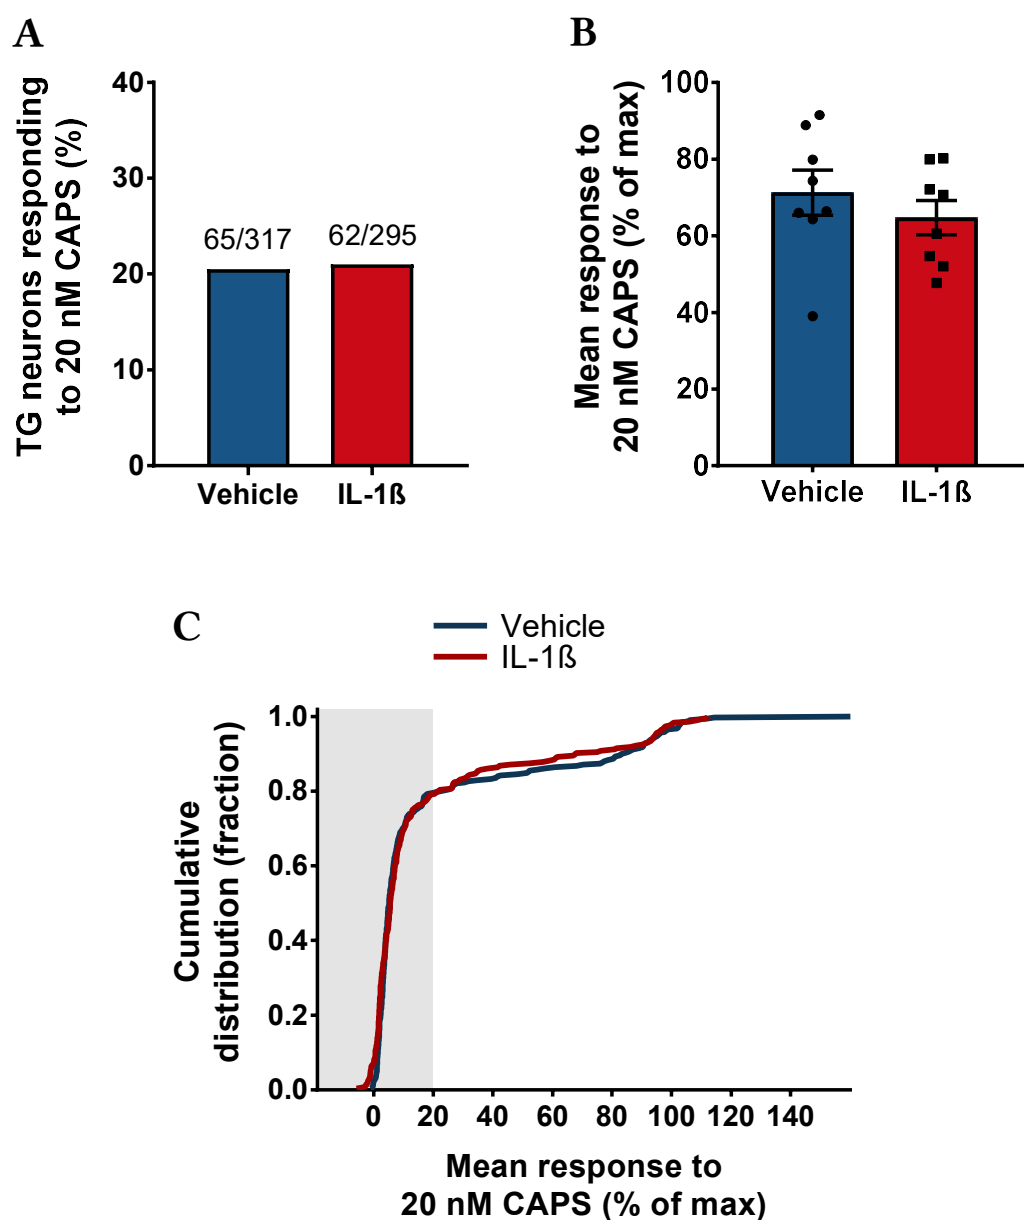 A
TG neurons responding
to 20 nM CAPS (%)
40
30
20
10
0
65/317
62/295
Vehicle
IL-1ß
B
Mean response to
20 nM CAPS (% of max)
100
80
60
40
20
0
Vehicle
IL-1ß
C
Vehicle
IL-1ß
Cumulative
distribution (fraction)
1.0
0.8
0.6
0.4
0.2
0.0
0 20 40 60 80 100 120 140
Mean response to
20 nM CAPS (% of max)